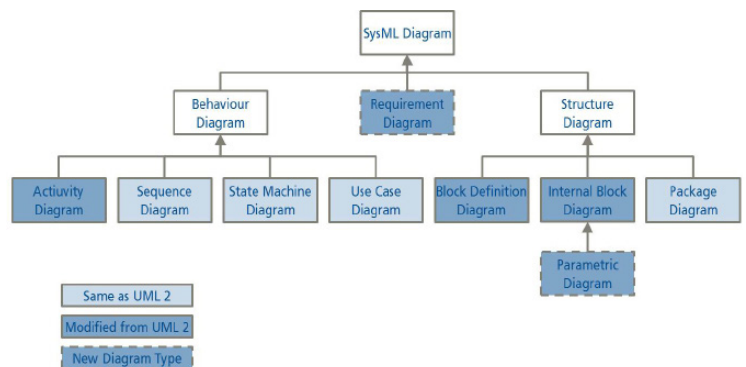 SysML Diagram
Behaviour
Diagram
Requirement
Diagram
Structure
Diagram
Actiuvity
Diagram
Sequence
Diagram
State Machine
Diagram
Use Case
Diagram
Block Definition
Diagram
Internal Block
Diagram
Package
Diagram
Parametric
Diagram
Same as UML 2
Modified from UML 2
New Diagram Type